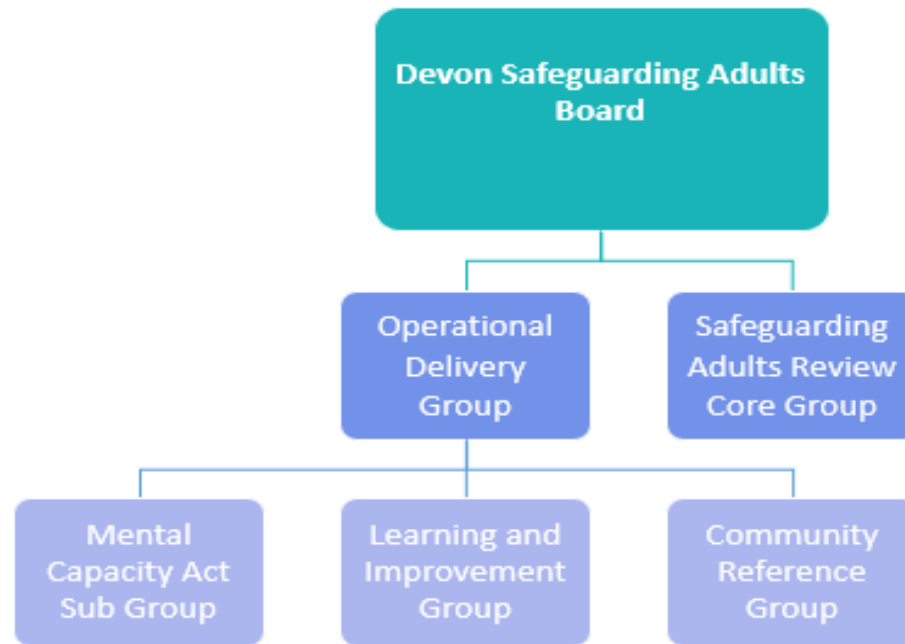 Devon Safeguarding Adults
Board
Operational
Delivery
Group
Safeguarding
Adults Review
Core Group
Mental
Capacity Act
Sub Group
Learning and
Improvement
Group
Community
Reference
Group